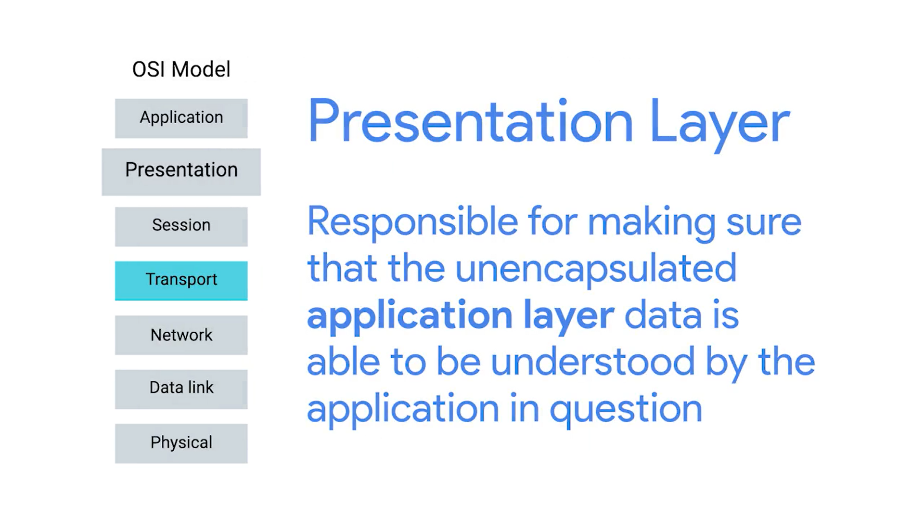 OSI Model
Application
Presentation
Session
Transport
Network
Data link
Physical
Presentation Layer
Responsible for making sure
that the unencapsulated
application layer data is
able to be understood by the
application in question